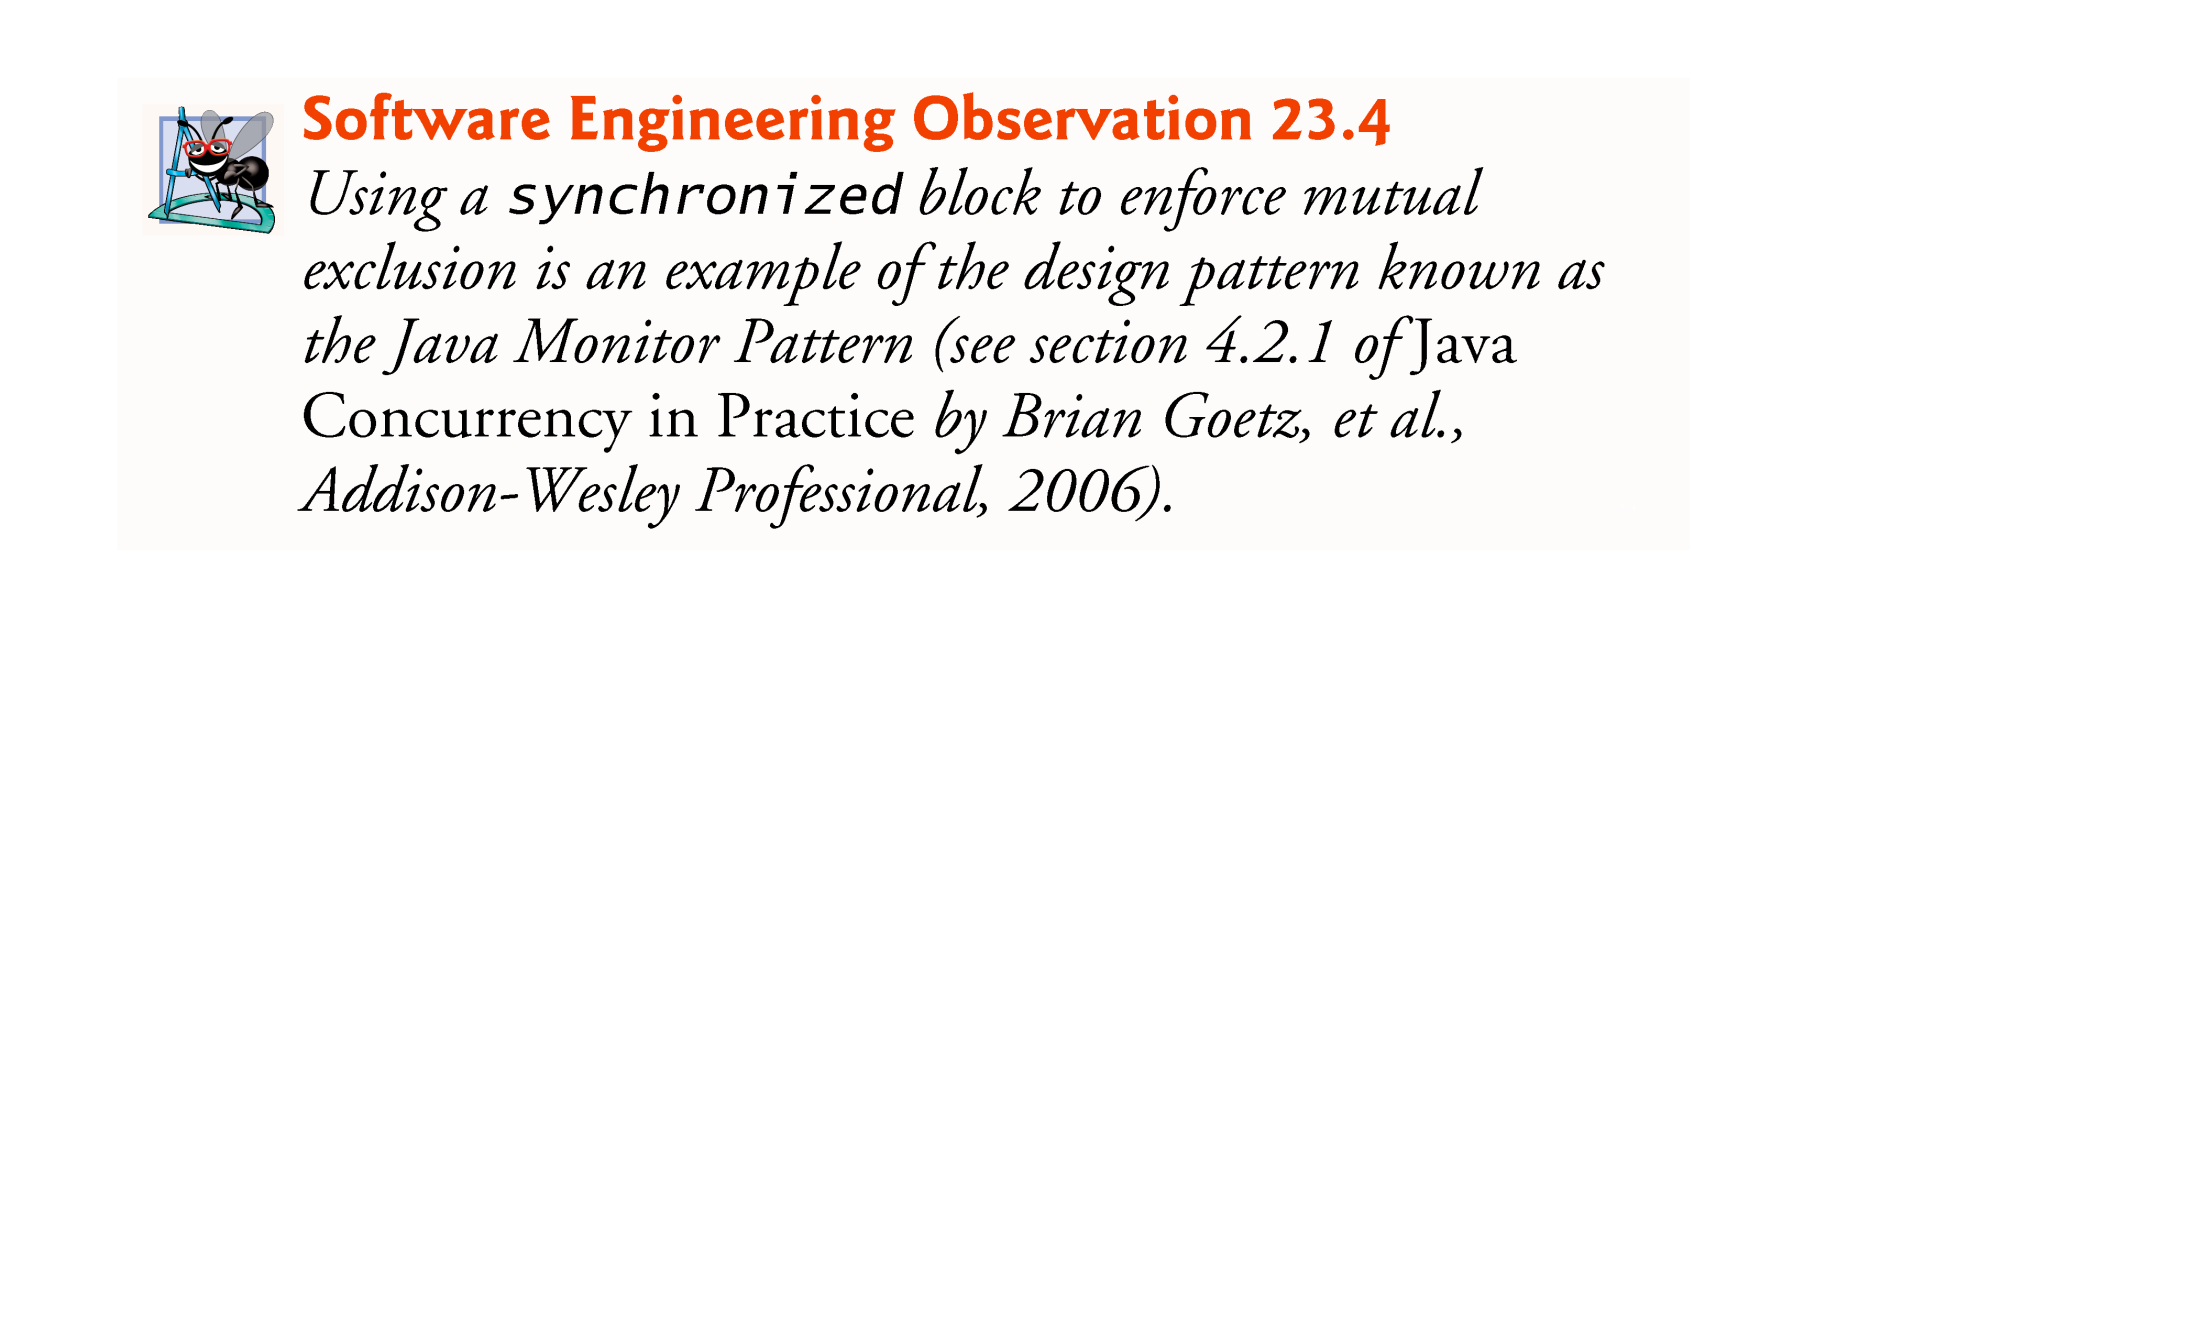 Software Engineering Observation 23.4
Using a synchronized block to enforce mutual
exclusion is an example of the design pattern known as
the Java Monitor Pattern (see section 4.2.1 of Java
Concurrency in Practice by Brian Goetz, et al.,
Addison-Wesley Professional, 2006).